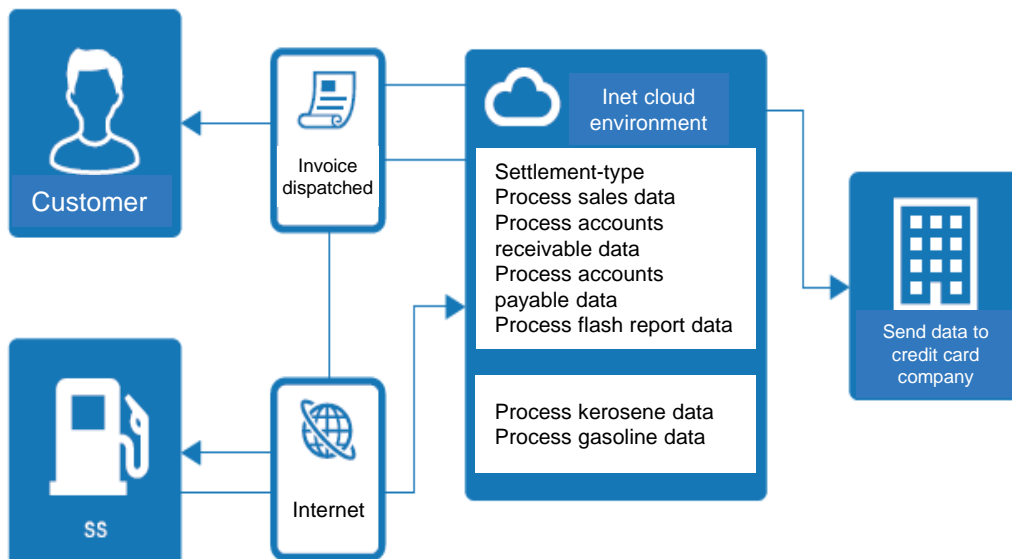 Customer
Invoice
dispatched
Inet cloud
environment
Settlement-type
Process sales data
Process accounts
receivable data
Process accounts
payable data
Process flash report data
Process kerosene data
Process gasoline data
Send data to
credit card
company
SS
Internet